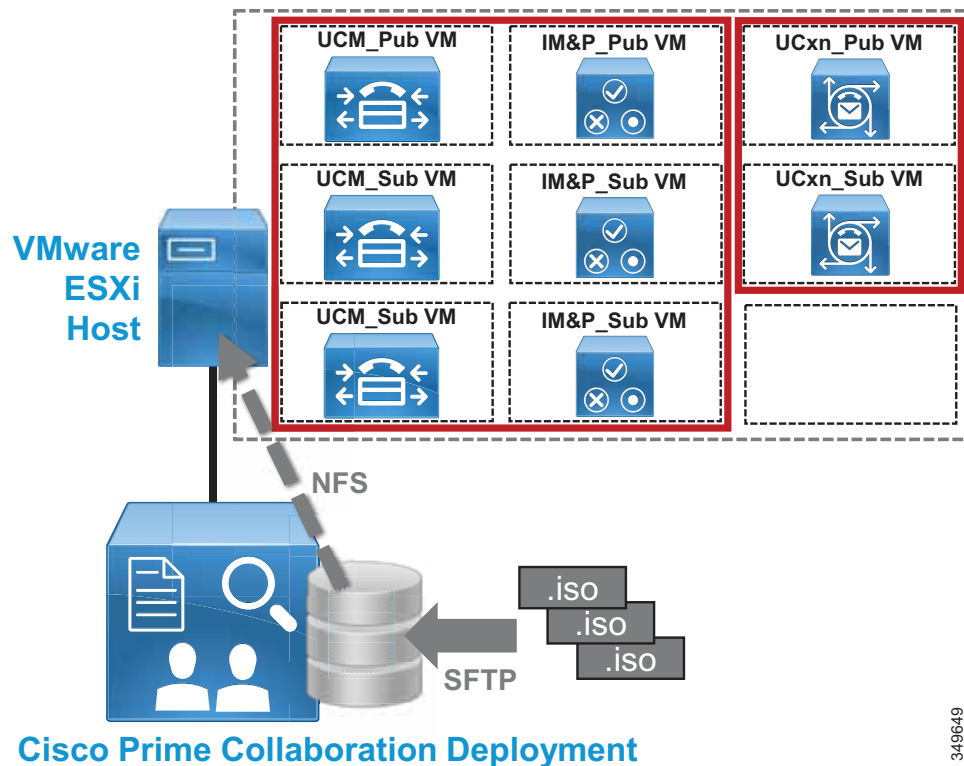 UCM_Pub VM
IM&P_Pub VM
UCxn_Pub VM
UCM_Sub VM
IM&P_Sub VM
UCxn_Sub VM
UCM_Sub VM
IM&P_Sub VM
VMware
ESXi
Host
NFS
.iso
.iso
.iso
SFTP
Cisco Prime Collaboration Deployment
349649